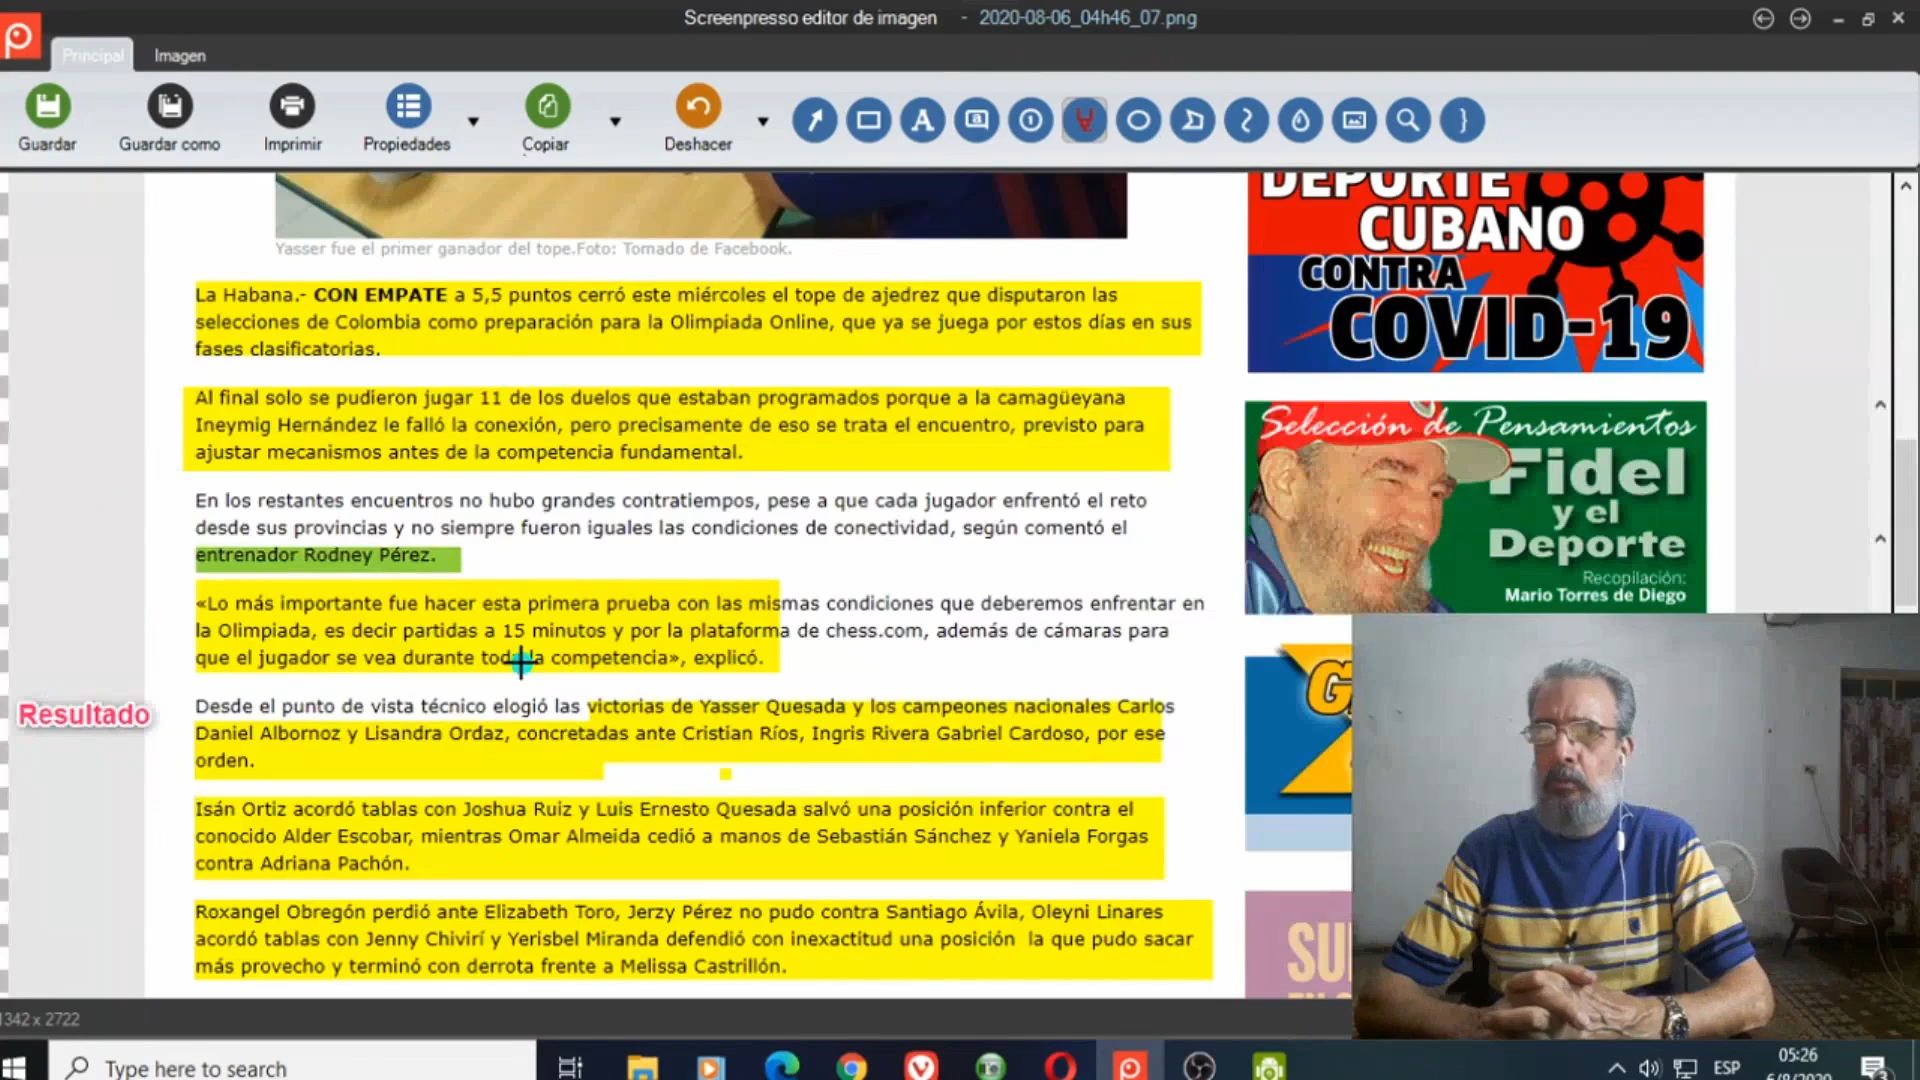 Screenpresso editor de imagen - 2020-08-06_04h46_07.png
Principal Imagen
Guardar Guardar como Imprimir Propiedades Copiar Deshacer
Yasser fue el primer ganador del tope.Foto: Tomado de Facebook.
La Habana.- CON EMPATE a 5,5 puntos cerró este miércoles el tope de ajedrez que disputaron las
selecciones de Colombia como preparación para la Olimpiada Online, que ya se juega por estos días en sus
fases clasificatorias.
Al final solo se pudieron jugar 11 de los duelos que estaban programados porque a la camagüeyana
Ineymig Hernández le falló la conexión, pero precisamente de eso se trata el encuentro, previsto para
ajustar mecanismos antes de la competencia fundamental.
En los restantes encuentros no hubo grandes contratiempos, pese a que cada jugador enfrentó el reto
desde sus provincias y no siempre fueron iguales las condiciones de conectividad, según comentó el
entrenador Rodney Pérez.
«Lo más importante fue hacer esta primera prueba con las mismas condiciones que deberemos enfrentar en
la Olimpiada, es decir partidas a 15 minutos y por la plataforma de chess.com, además de cámaras para
que el jugador se vea durante toda la competencia», explicó.
Resultado
Desde el punto de vista técnico elogió las victorias de Yasser Quesada y los campeones nacionales Carlos
Daniel Albornoz y Lisandra Ordaz, concretadas ante Cristian Ríos, Ingris Rivera Gabriel Cardoso, por ese
orden.
Isán Ortiz acordó tablas con Joshua Ruiz y Luis Ernesto Quesada salvó una posición inferior contra el
conocido Alder Escobar, mientras Omar Almeida cedió a manos de Sebastián Sánchez y Yaniela Forgas
contra Adriana Pachón.
Roxangel Obregón perdió ante Elizabeth Toro, Jerzy Pérez no pudo contra Santiago Ávila, Oleyni Linares
acordó tablas con Jenny Chivirí y Yerisbel Miranda defendió con inexactitud una posición la que pudo sacar
más provecho y terminó con derrota frente a Melissa Castrillón.
DEPORTE
CUBANO
CONTRA
COVID-19
Selección de Pensamientos
Fidel
y el
Deporte
Recopilación:
Mario Torres de Diego
G
SU
1342 x 2722
Type here to search
ESP
05:26
6/8/2020